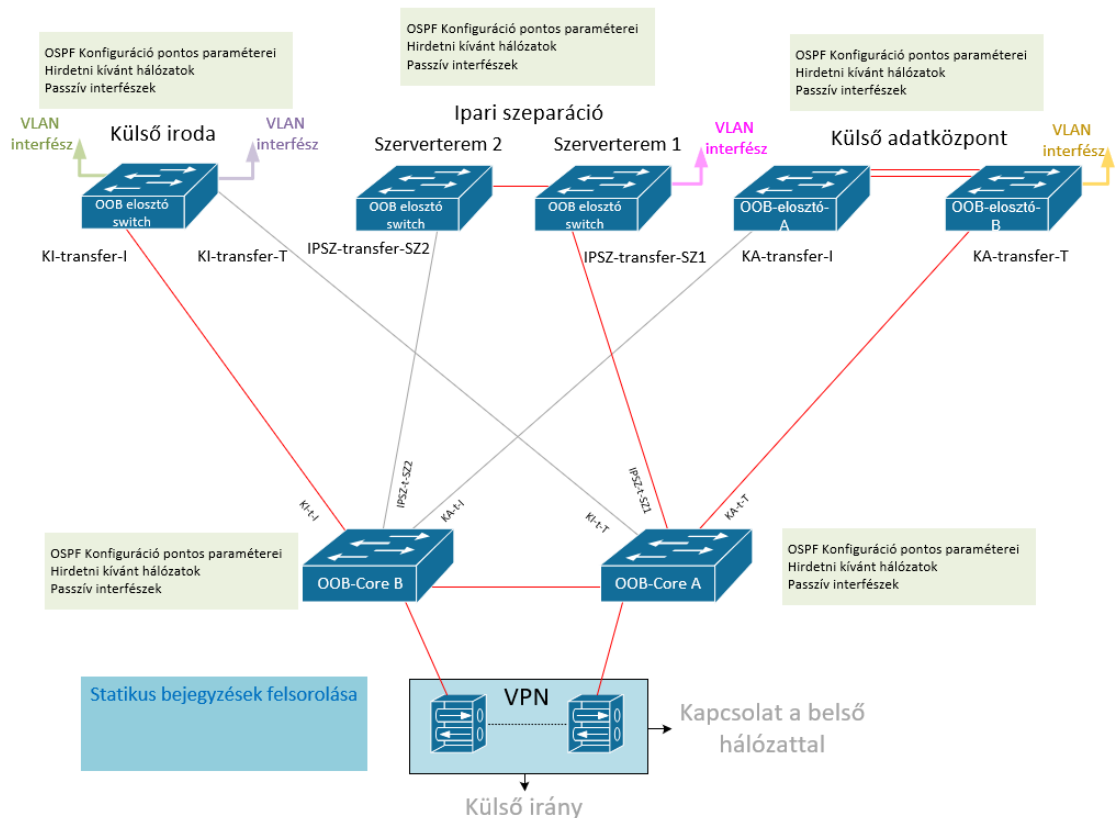 OSPF Konfiguráció pontos paraméterei
Hirdetni kívánt hálózatok
Passzív interfészek
OSPF Konfiguráció pontos paraméterei
Hirdetni kívánt hálózatok
Passzív interfészek
OSPF Konfiguráció pontos paraméterei
Hirdetni kívánt hálózatok
Passzív interfészek
Ipari szeparáció
VLAN
interfész
Külső iroda
VLAN
interfész
Szerverterem 2
Szerverterem 1
VLAN
interfész
Külső adatközpont
VLAN
interfész
OOB elosztó
switch
OOB elosztó
switch
OOB elosztó
switch
OOB-elosztó-
A
OOB-elosztó-
B
KI-transfer-I
KI-transfer-T
IPSZ-transfer-SZ2
IPSZ-transfer-SZ1
KA-transfer-I
KA-transfer-T
KI-t-I
IPSZ-t-SZ2
KA-t-I
KI-t-T
IPSZ-t-SZ1
KA-t-T
OSPF Konfiguráció pontos paraméterei
Hirdetni kívánt hálózatok
Passzív interfészek
OOB-Core B
OOB-Core A
OSPF Konfiguráció pontos paraméterei
Hirdetni kívánt hálózatok
Passzív interfészek
Statikus bejegyzések felsorolása
VPN
Kapcsolat a belső
hálózattal
Külső irány